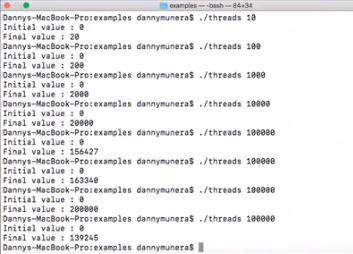 examples — -bash — 84×34
Dannys-MacBook-Pro:examples dannymunera$ ./threads 10
Initial value : 0
Final value : 20
Dannys-MacBook-Pro:examples dannymunera$ ./threads 100
Initial value : 0
Final value : 200
Dannys-MacBook-Pro:examples dannymunera$ ./threads 1000
Initial value : 0
Final value : 2000
Dannys-MacBook-Pro:examples dannymunera$ ./threads 10000
Initial value : 0
Final value : 20000
Dannys-MacBook-Pro:examples dannymunera$ ./threads 100000
Initial value : 0
Final value : 156427
Dannys-MacBook-Pro:examples dannymunera$ ./threads 100000
Initial value : 0
Final value : 163340
Dannys-MacBook-Pro:examples dannymunera$ ./threads 100000
Initial value : 0
Final value : 200000
Dannys-MacBook-Pro:examples dannymunera$ ./threads 100000
Initial value : 0
Final value : 139245
Dannys-MacBook-Pro:examples dannymunera$